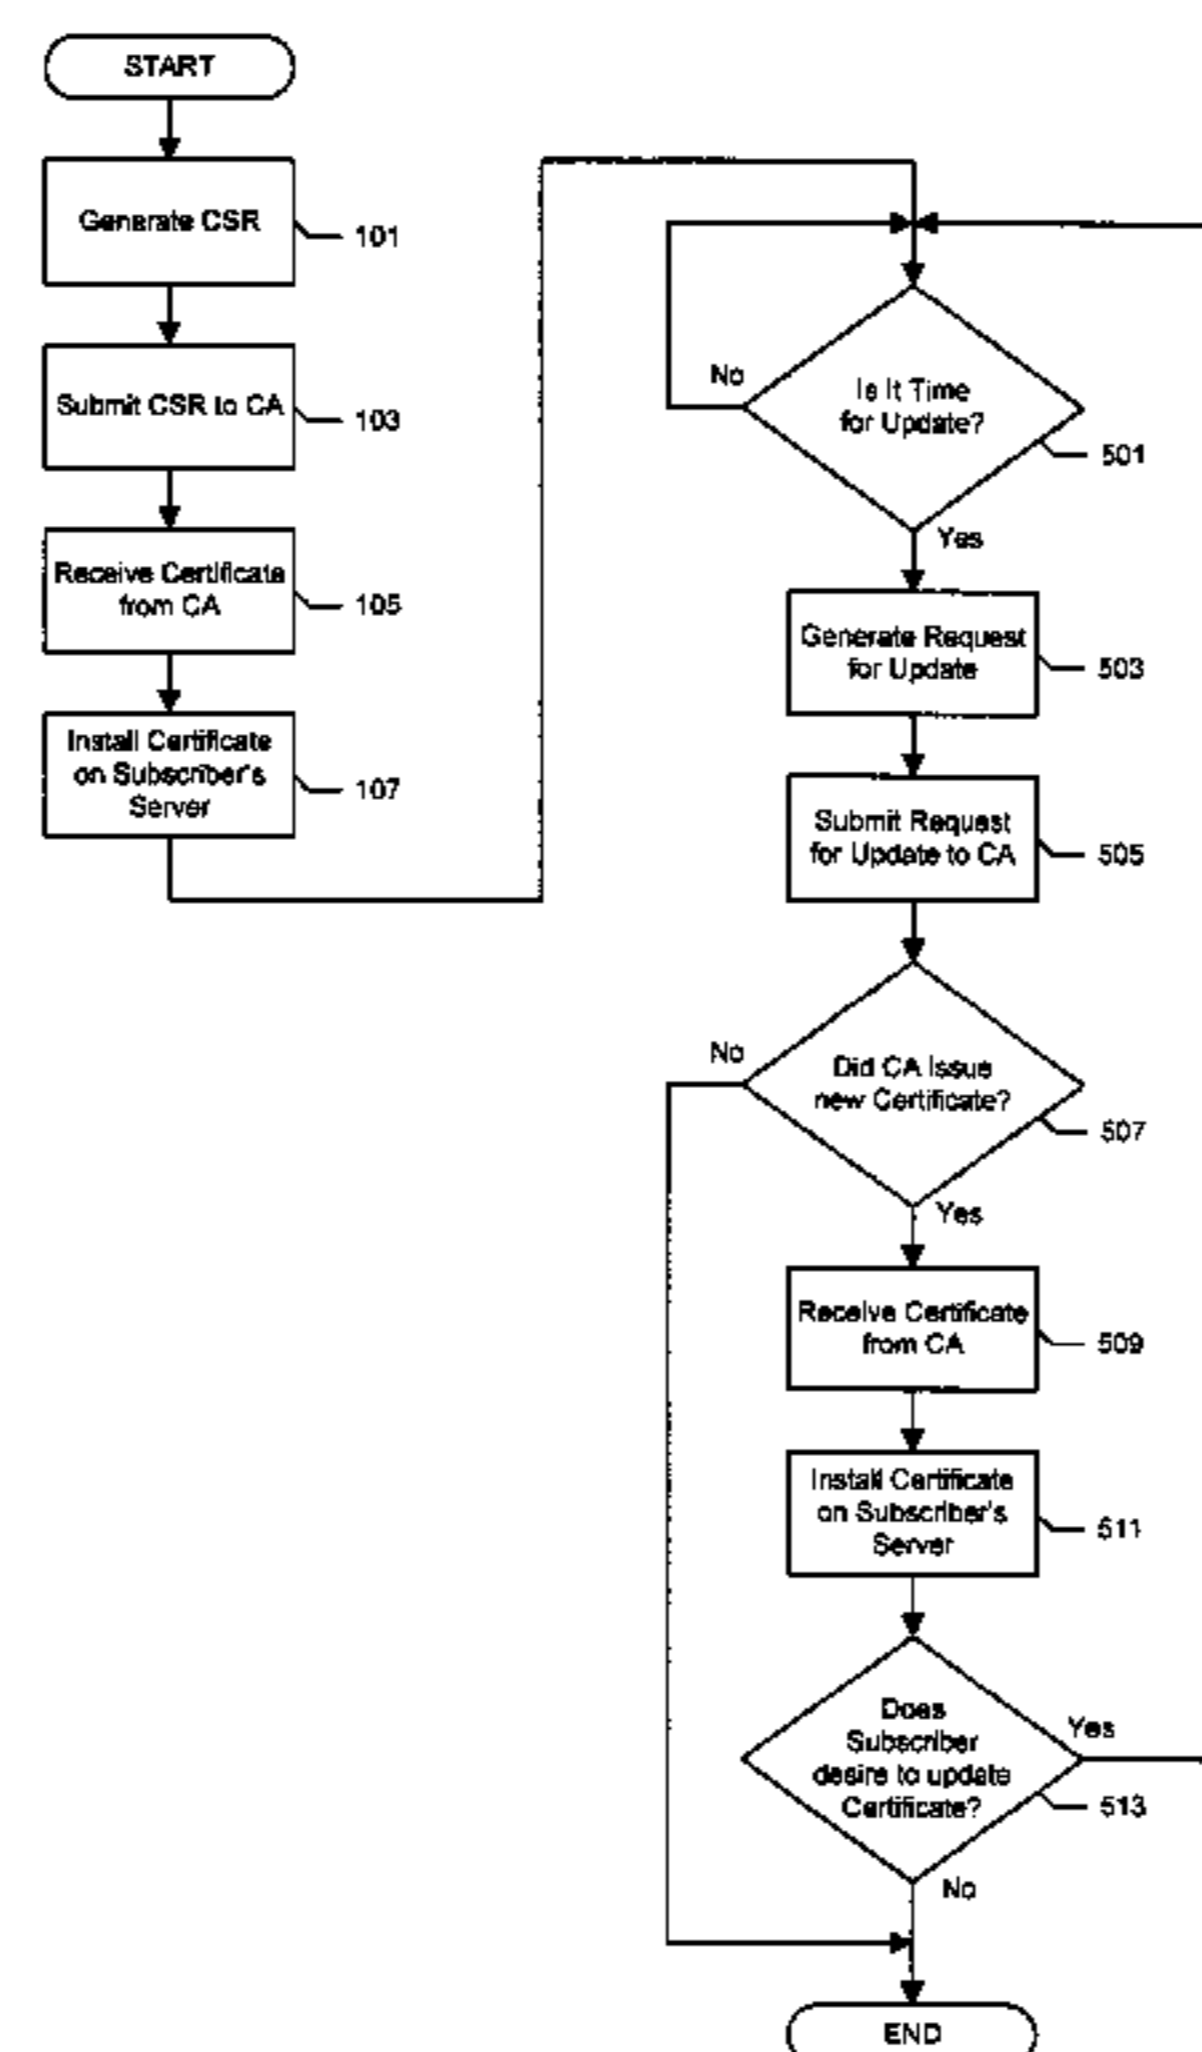 START
Generate CSR
101
Submit CSR to CA
103
Receive Certificate
from CA
105
Install Certificate
on Subscriber's
Server
107
No
Is It Time
for Update?
501
Yes
Generate Request
for Update
503
Submit Request
for Update to CA
505
No
Did CA Issue
new Certificate?
507
Yes
Receive Certificate
from CA
509
Install Certificate
on Subscriber's
Server
511
Does
Subscriber
desire to update
Certificate?
Yes
513
No
END